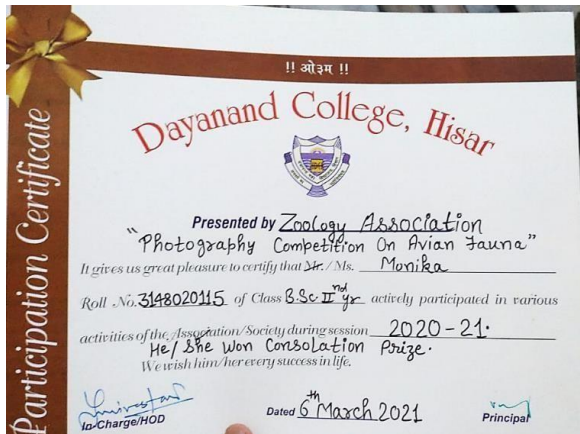 Participation Certificate
!! ओ३म् !!
Dayanand College, Hisar
Presented by Zoology Association
"Photography Competition On Avian Fauna"
It gives us great pleasure to certify that Mr./Ms. Monika
Roll .No. 3148020115 of Class B.Sc. IInd yr actively participated in various
activities of the Association/Society during session 2020-21.
He/She Won Consolation Prize.
We wish him/her every success in life.
In-Charge/HOD
Dated 6th March 2021
Principal